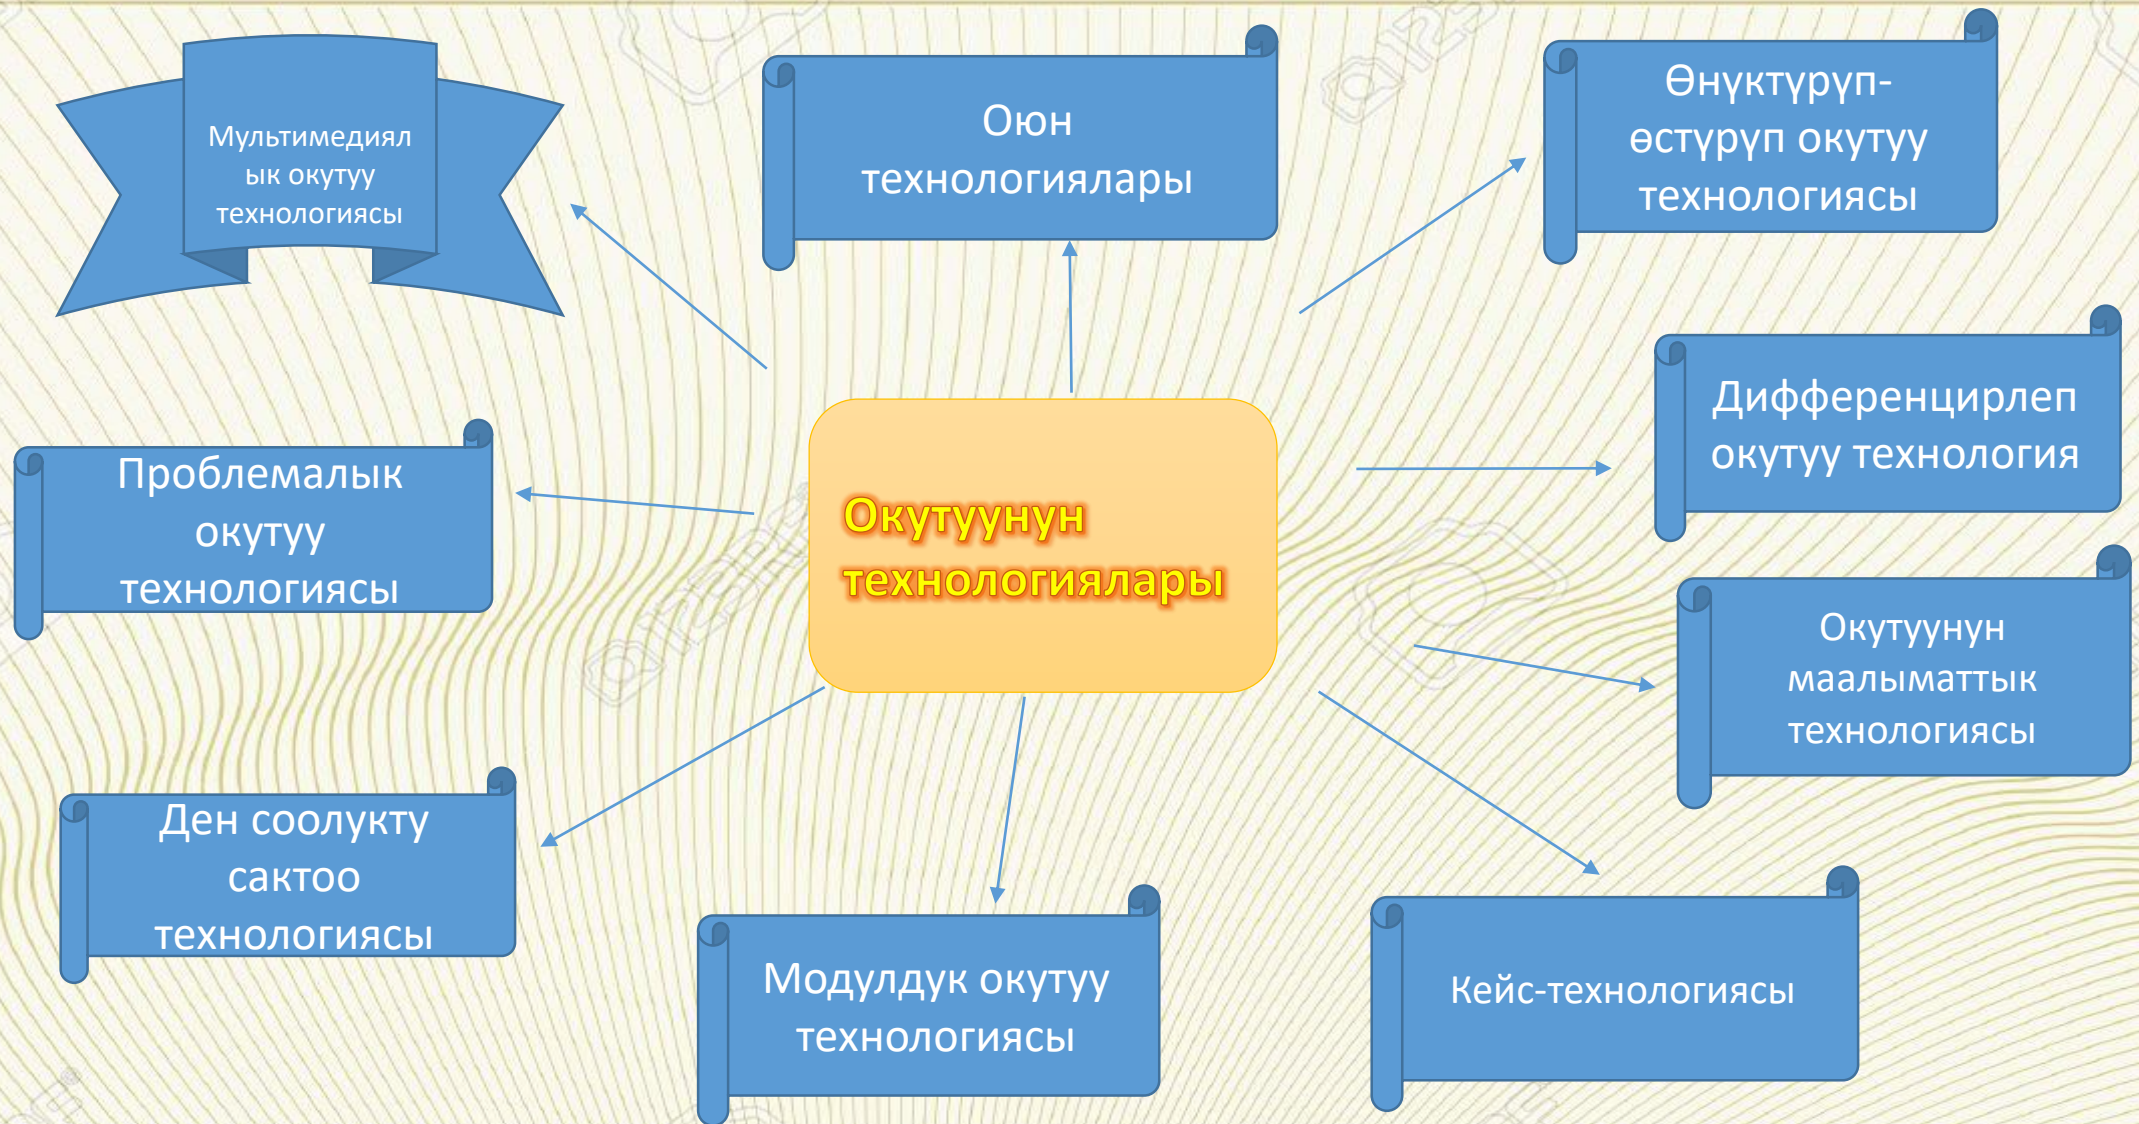 Мультимедиял
ык окутуу
технологиясы
Оюн
технологиялары
Өнүктүрүп-
өстүрүп окутуу
технологиясы
Дифференцирлеп
окутуу технология
Проблемалык
окутуу
технологиясы
Окутуунун
технологиялары
Окутуунун
маалыматтык
технологиясы
Ден соолукту
сактоо
технологиясы
Модулдук окутуу
технологиясы
Кейс-технологиясы